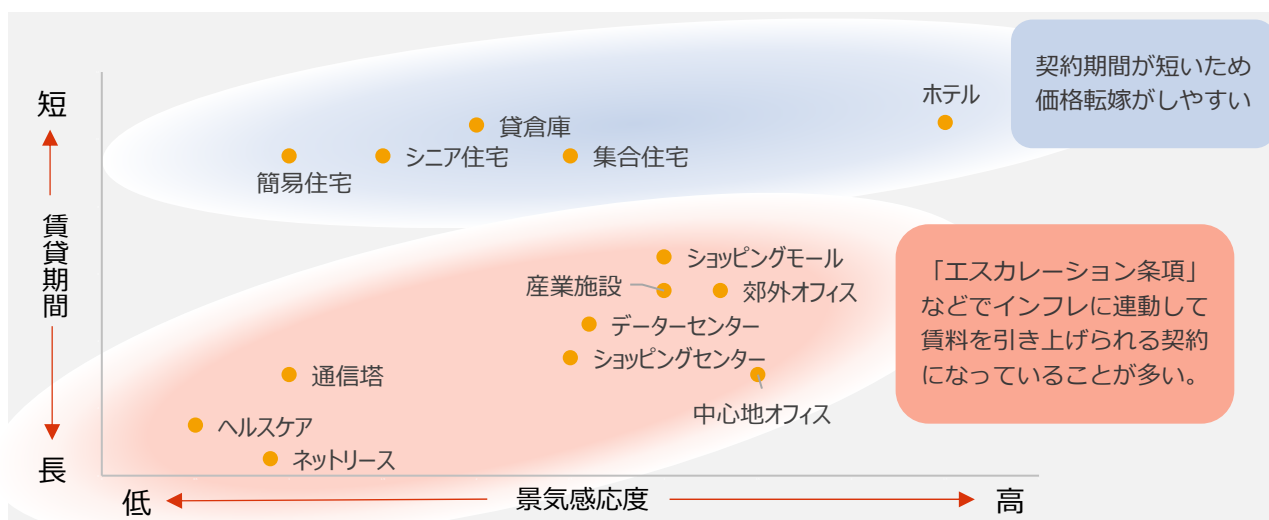 契約期間が短いため
価格転嫁がしやすい
短
賃貸期間
長
ホテル
貸倉庫
シニア住宅
集合住宅
簡易住宅
ショッピングモール
産業施設
郊外オフィス
データーセンター
ショッピングセンター
通信塔
中心地オフィス
ヘルスケア
ネットリース
「エスカレーション条項」
などでインフレに連動して
賃料を引き上げられる契約
になっていることが多い。
低
景気感応度
高